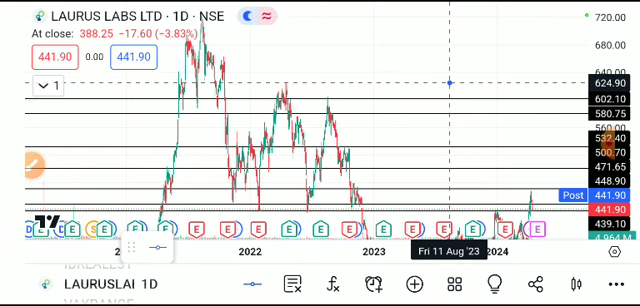 LAURUS LABS LTD · 1D · NSE
At close: 388.25 -17.60 (-3.83%)
441.90 0.00 441.90
1
720.00
680.00
640.00
624.90
602.10
580.75
560.00
532.40
500.70
471.65
448.90
Post 441.90
441.90
439.10
4.964 M
D E D E S E E E E E E E E E E E E E E
2022 2023 Fri 11 Aug '23 2024
LAURUSLAI 1D